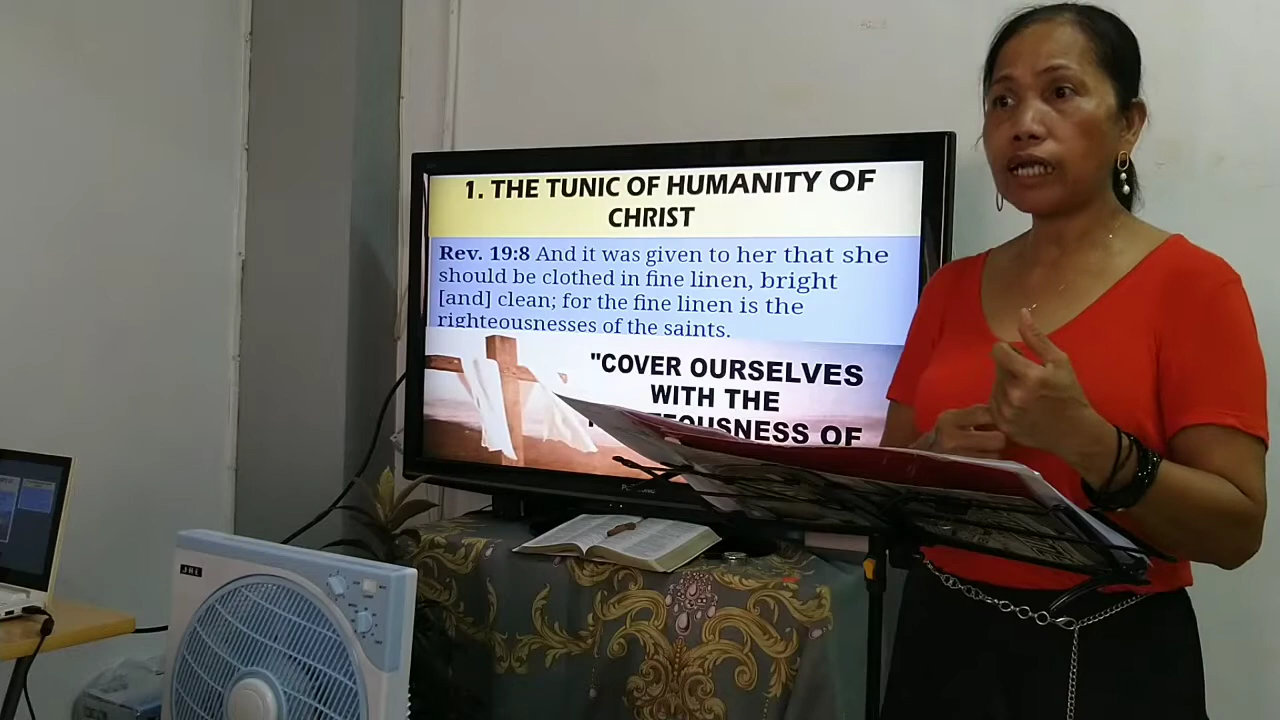 1. THE TUNIC OF HUMANITY OF
CHRIST
Rev. 19:8 And it was given to her that she
should be clothed in fine linen, bright
[and] clean; for the fine linen is the
righteousnesses of the saints.
"COVER OURSELVES
WITH THE
OF
JHL